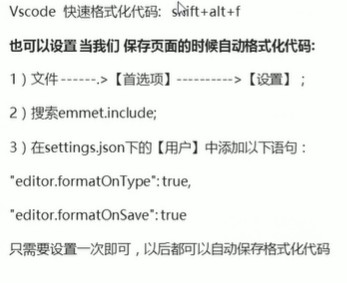 Vscode 快速格式化代码: shift+alt+f
也可以设置 当我们 保存页面的时候自动格式化代码:
1）文件 ------.>【首选项】---------->【设置】；
2）搜索emmet.include;
3）在settings.json下的【用户】中添加以下语句：
"editor.formatOnType": true,
"editor.formatOnSave": true
只需要设置一次即可，以后都可以自动保存格式化代码